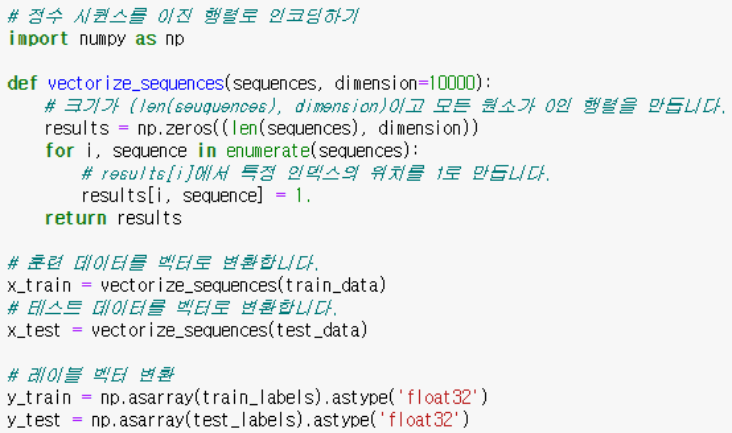 # 정수 시퀀스를 이진 행렬로 인코딩하기
import numpy as np
def vectorize_sequences(sequences, dimension=10000):
# 크기가 (len(seuquences), dimension)이고 모든 원소가 0인 행렬을 만듭니다.
results = np.zeros((len(sequences), dimension))
for i, sequence in enumerate(sequences):
# results[i]에서 특정 인덱스의 위치를 1로 만듭니다.
results[i, sequence] = 1.
return results
# 훈련 데이터를 벡터로 변환합니다.
x_train = vectorize_sequences(train_data)
# 테스트 데이터를 벡터로 변환합니다.
x_test = vectorize_sequences(test_data)
# 레이블 벡터 변환
y_train = np.asarray(train_labels).astype('float32')
y_test = np.asarray(test_labels).astype('float32')